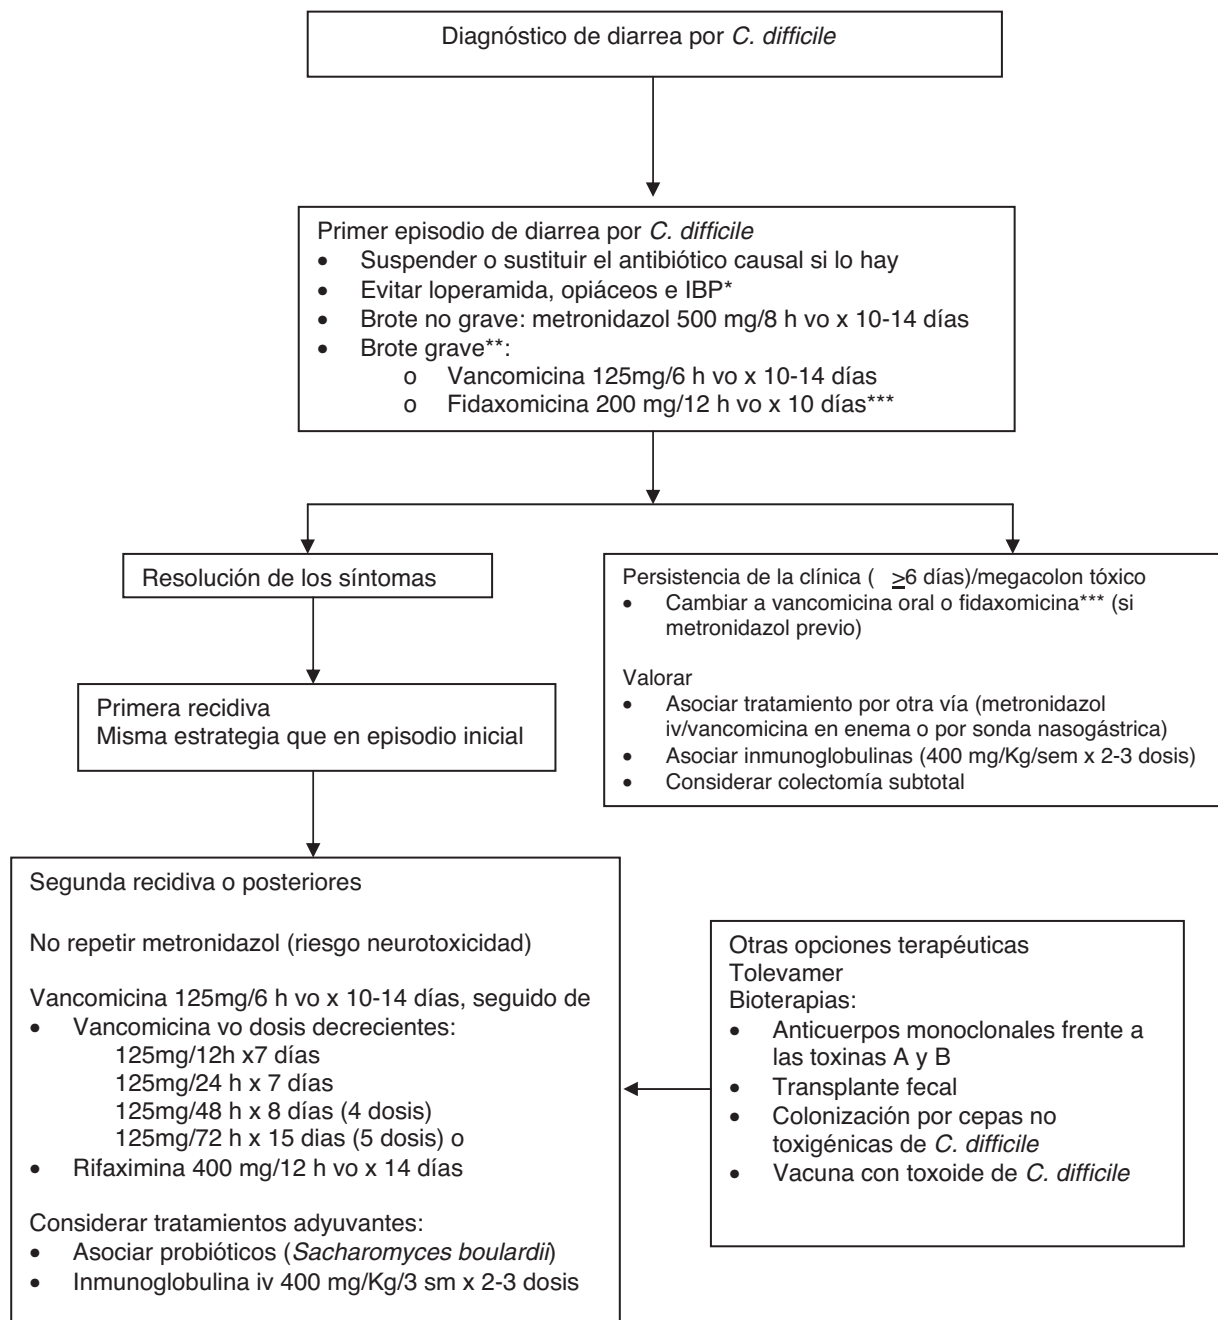 Diagnóstico de diarrea por C. difficile
Primer episodio de diarrea por C. difficile
• Suspender o sustituir el antibiótico causal si lo hay
• Evitar loperamida, opiáceos e IBP*
• Brote no grave: metronidazol 500 mg/8 h vo x 10-14 días
• Brote grave**:
o Vancomicina 125mg/6 h vo x 10-14 días
o Fidaxomicina 200 mg/12 h vo x 10 días***
Resolución de los síntomas
Persistencia de la clínica ( ≥6 días)/megacolon tóxico
• Cambiar a vancomicina oral o fidaxomicina*** (si
metronidazol previo)
Valorar
• Asociar tratamiento por otra vía (metronidazol
iv/vancomicina en enema o por sonda nasogástrica)
• Asociar inmunoglobulinas (400 mg/Kg/sem x 2-3 dosis)
• Considerar colectomía subtotal
Primera recidiva
Misma estrategia que en episodio inicial
Segunda recidiva o posteriores
No repetir metronidazol (riesgo neurotoxicidad)
Vancomicina 125mg/6 h vo x 10-14 días, seguido de
• Vancomicina vo dosis decrecientes:
125mg/12h x7 días
125mg/24 h x 7 días
125mg/48 h x 8 días (4 dosis)
125mg/72 h x 15 dias (5 dosis) o
• Rifaximina 400 mg/12 h vo x 14 días
Considerar tratamientos adyuvantes:
• Asociar probióticos (Sacharomyces boulardii)
• Inmunoglobulina iv 400 mg/Kg/3 sm x 2-3 dosis
Otras opciones terapéuticas
Tolevamer
Bioterapias:
• Anticuerpos monoclonales frente a
las toxinas A y B
• Transplante fecal
• Colonización por cepas no
toxigénicas de C. difficile
• Vacuna con toxoide de C. difficile